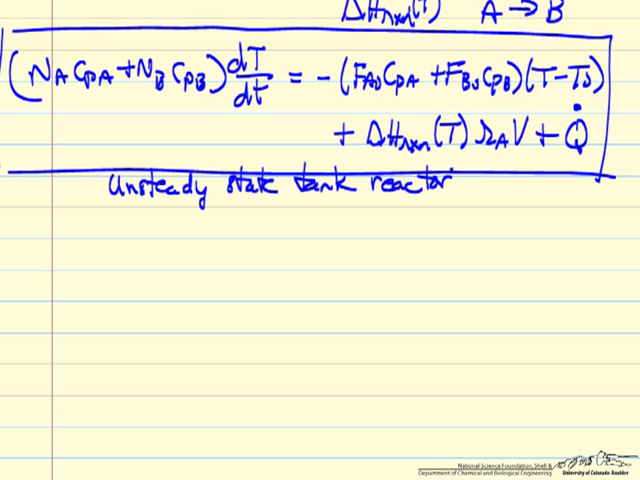 ΔHrxn(T) A → B
(NA CPA + NB CPB) dT/dt = - (FA0 CPA + FB0 CPB)(T - T0)
+ ΔHrxn(T) rA V + Q̇
Unsteady state tank reactor
National Science Foundation, Shell &
Department of Chemical and Biological Engineering University of Colorado Boulder